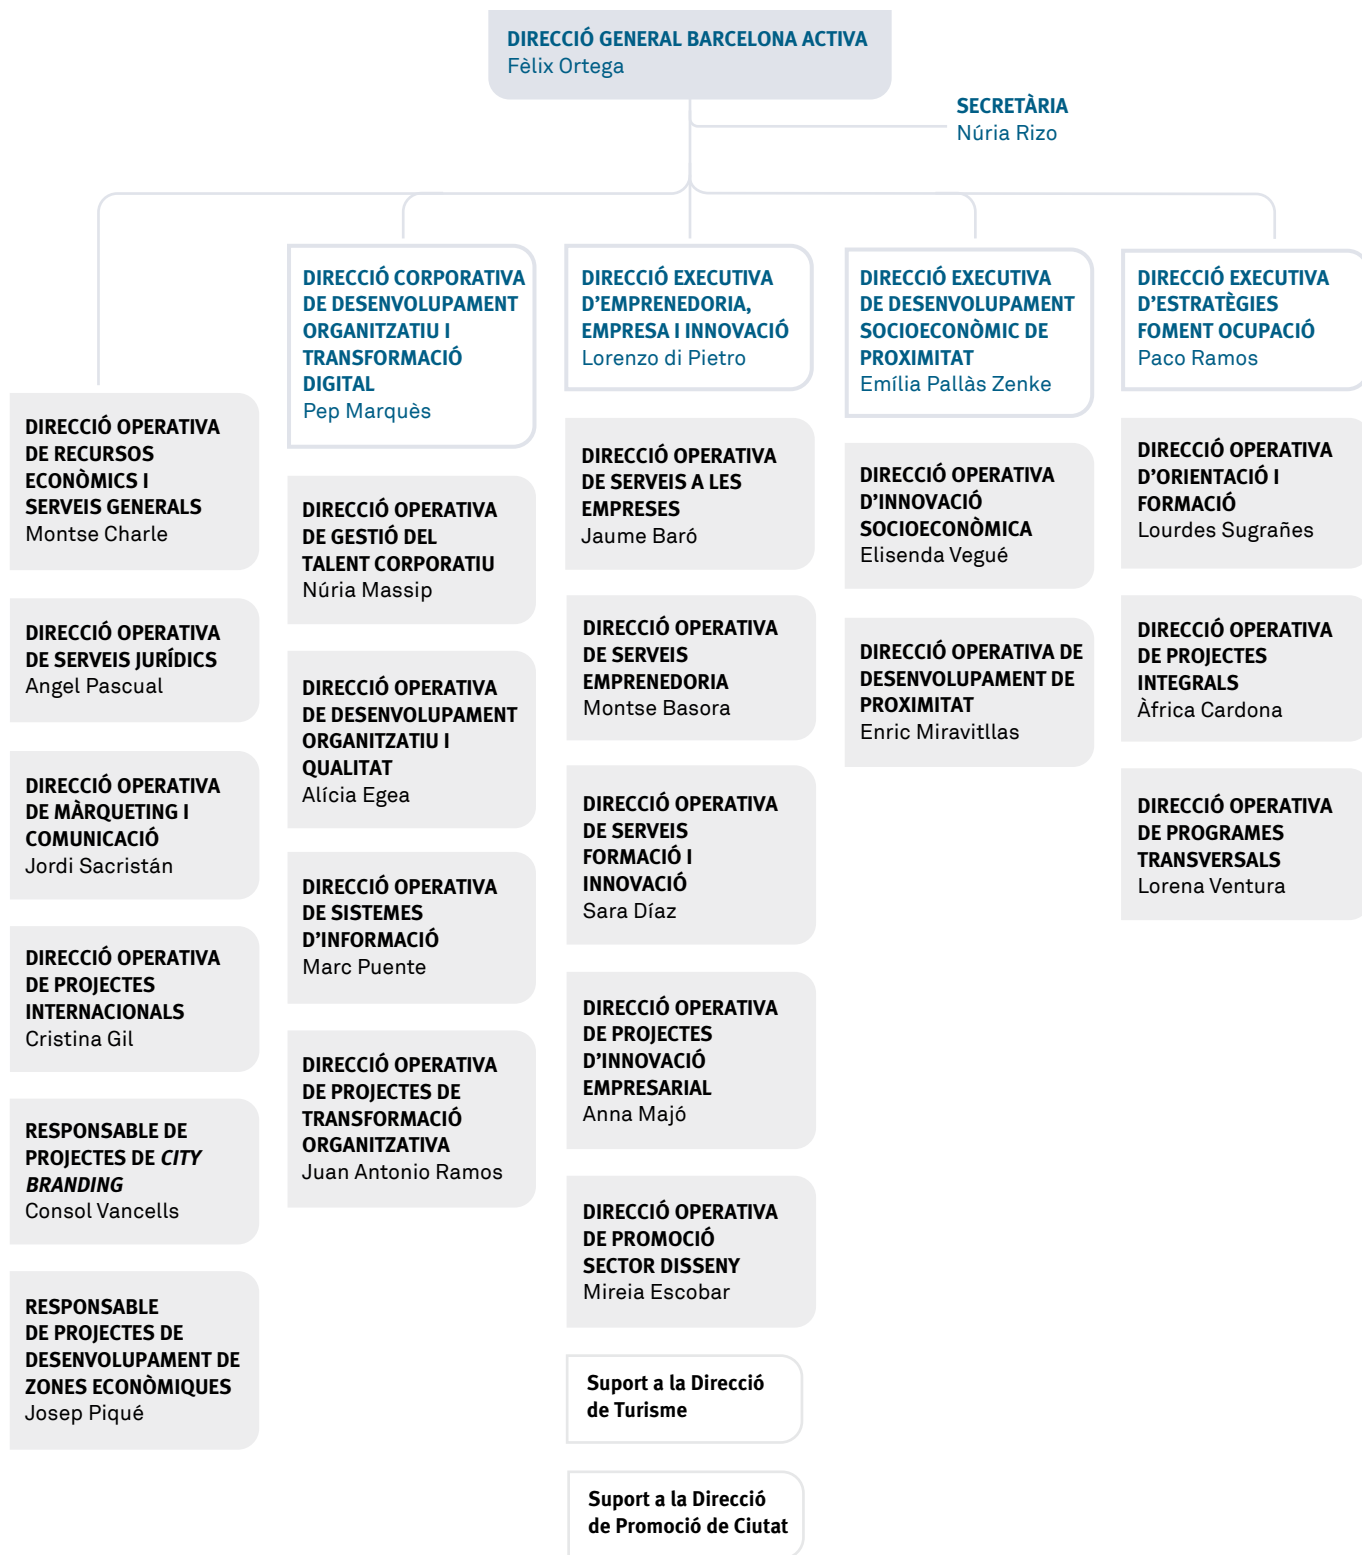 DIRECCIÓ GENERAL BARCELONA ACTIVA
Fèlix Ortega
SECRETÀRIA
Núria Rizo
DIRECCIÓ OPERATIVA
DE RECURSOS
ECONÒMICS I
SERVEIS GENERALS
Montse Charle
DIRECCIÓ OPERATIVA
DE SERVEIS JURÍDICS
Angel Pascual
DIRECCIÓ OPERATIVA
DE MÀRQUETING I
COMUNICACIÓ
Jordi Sacristán
DIRECCIÓ OPERATIVA
DE PROJECTES
INTERNACIONALS
Cristina Gil
RESPONSABLE DE
PROJECTES DE CITY
BRANDING
Consol Vancells
RESPONSABLE
DE PROJECTES DE
DESENVOLUPAMENT DE
ZONES ECONÒMIQUES
Josep Piqué
DIRECCIÓ CORPORATIVA
DE DESENVOLUPAMENT
ORGANITZATIU I
TRANSFORMACIÓ
DIGITAL
Pep Marquès
DIRECCIÓ OPERATIVA
DE GESTIÓ DEL
TALENT CORPORATIU
Núria Massip
DIRECCIÓ OPERATIVA
DE DESENVOLUPAMENT
ORGANITZATIU I
QUALITAT
Alícia Egea
DIRECCIÓ OPERATIVA
DE SISTEMES
D’INFORMACIÓ
Marc Puente
DIRECCIÓ OPERATIVA
DE PROJECTES DE
TRANSFORMACIÓ
ORGANITZATIVA
Juan Antonio Ramos
DIRECCIÓ EXECUTIVA
D’EMPRENEDORIA,
EMPRESA I INNOVACIÓ
Lorenzo di Pietro
DIRECCIÓ OPERATIVA
DE SERVEIS A LES
EMPRESES
Jaume Baró
DIRECCIÓ OPERATIVA
DE SERVEIS
EMPRENEDORIA
Montse Basora
DIRECCIÓ OPERATIVA
DE SERVEIS
FORMACIÓ I
INNOVACIÓ
Sara Díaz
DIRECCIÓ OPERATIVA
DE PROJECTES
D’INNOVACIÓ
EMPRESARIAL
Anna Majó
DIRECCIÓ OPERATIVA
DE PROMOCIÓ
SECTOR DISSENY
Mireia Escobar
Suport a la Direcció
de Turisme
Suport a la Direcció
de Promoció de Ciutat
DIRECCIÓ EXECUTIVA
DE DESENVOLUPAMENT
SOCIOECONÒMIC DE
PROXIMITAT
Emília Pallàs Zenke
DIRECCIÓ OPERATIVA
D’INNOVACIÓ
SOCIOECONÒMICA
Elisenda Vegué
DIRECCIÓ OPERATIVA DE
DESENVOLUPAMENT DE
PROXIMITAT
Enric Miravitllas
DIRECCIÓ EXECUTIVA
D’ESTRATÈGIES
FOMENT OCUPACIÓ
Paco Ramos
DIRECCIÓ OPERATIVA
D’ORIENTACIÓ I
FORMACIÓ
Lourdes Sugrañes
DIRECCIÓ OPERATIVA
DE PROJECTES
INTEGRALS
Àfrica Cardona
DIRECCIÓ OPERATIVA
DE PROGRAMES
TRANSVERSALS
Lorena Ventura